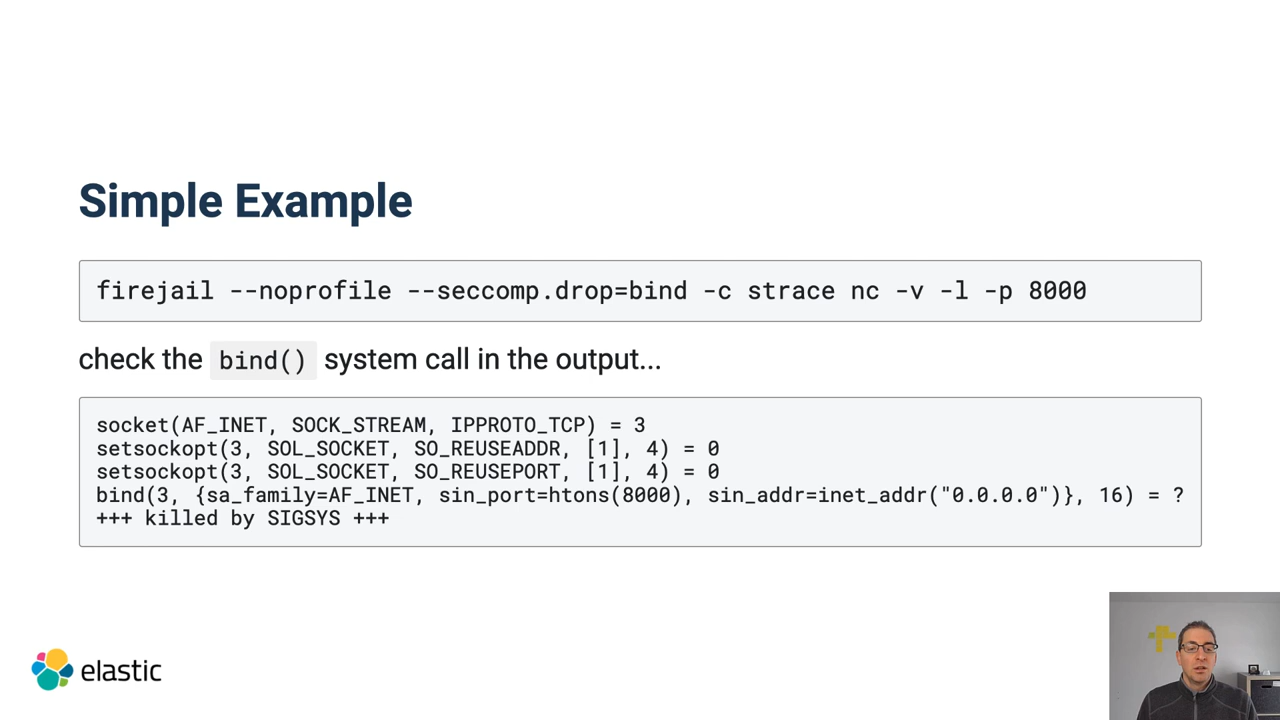 Simple Example
firejail --noprofile --seccomp.drop=bind -c strace nc -v -l -p 8000
check the bind() system call in the output...
socket(AF_INET, SOCK_STREAM, IPPROTO_TCP) = 3
setsockopt(3, SOL_SOCKET, SO_REUSEADDR, [1], 4) = 0
setsockopt(3, SOL_SOCKET, SO_REUSEPORT, [1], 4) = 0
bind(3, {sa_family=AF_INET, sin_port=htons(8000), sin_addr=inet_addr("0.0.0.0")}, 16) = ?
+++ killed by SIGSYS +++
elastic